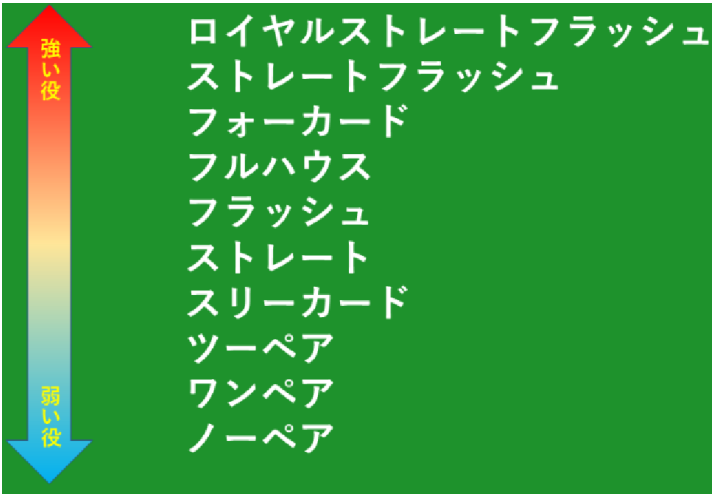 強い役
ロイヤルストレートフラッシュ
ストレートフラッシュ
フォーカード
フルハウス
フラッシュ
ストレート
スリーカード
ツーペア
ワンペア
ノーペア
弱い役